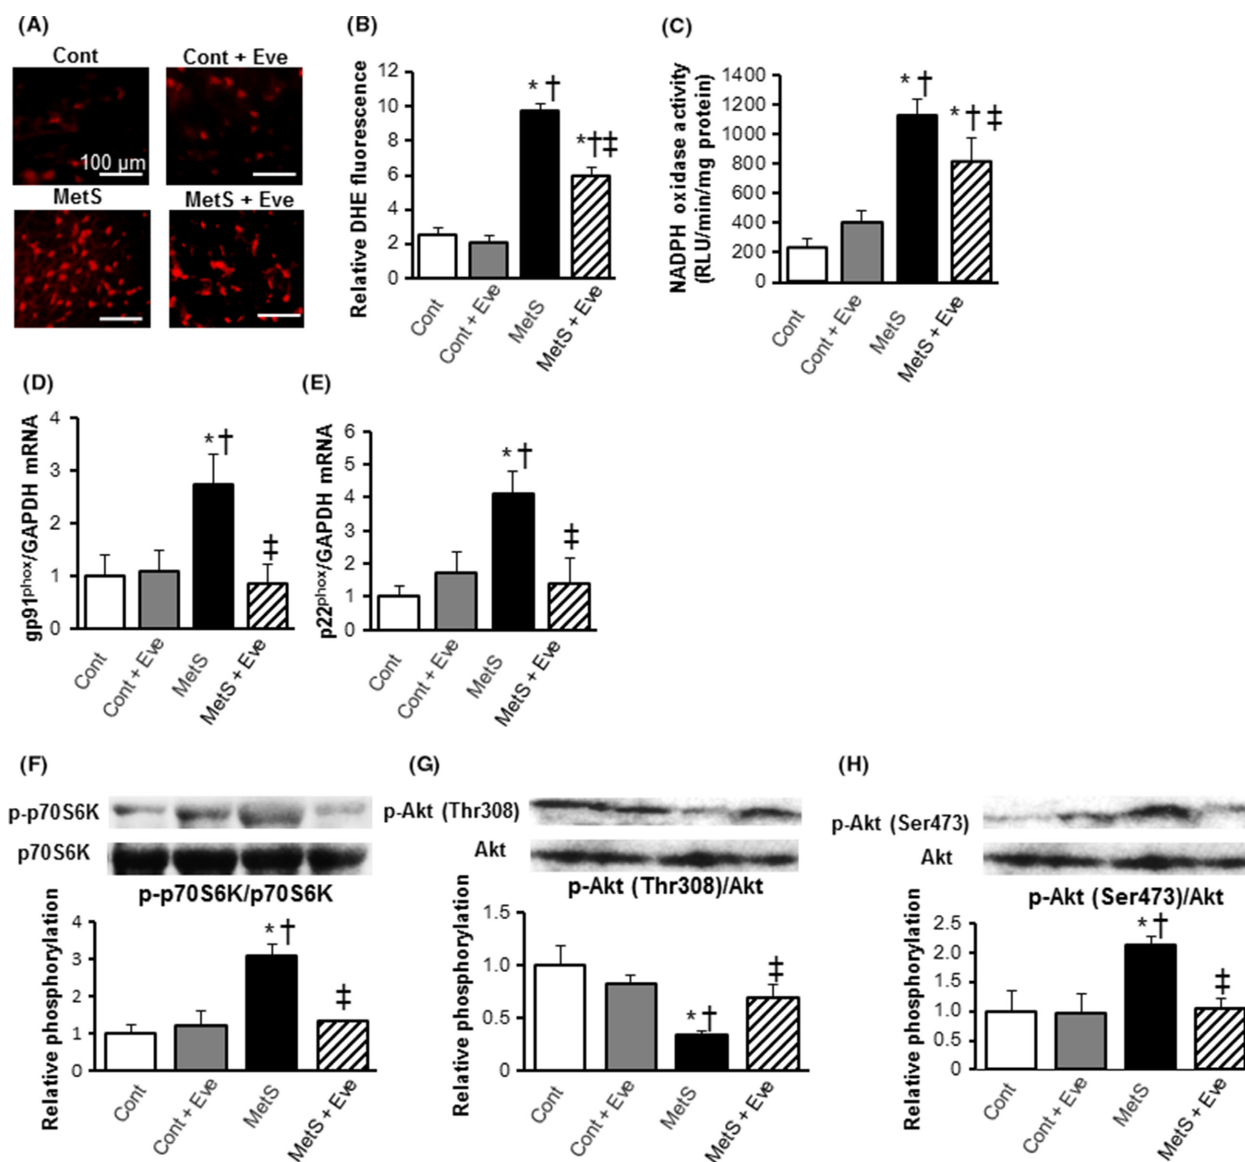 (A)
Cont
Cont + Eve
100 µm
MetS
MetS + Eve
(B)
Relative DHE fluorescence
12
10
8
6
4
2
0
* †
*†‡
Cont
Cont + Eve
MetS
MetS + Eve
(C)
NADPH oxidase activity
(RLU/min/mg protein)
1400
1200
1000
800
600
400
200
0
* †
* † ‡
Cont
Cont + Eve
MetS
MetS + Eve
(D)
gp91phox/GAPDH mRNA
4
3
2
1
0
* †
‡
Cont
Cont + Eve
MetS
MetS + Eve
(E)
p22phox/GAPDH mRNA
6
5
4
3
2
1
0
* †
‡
Cont
Cont + Eve
MetS
MetS + Eve
(F)
p-p70S6K
p70S6K
p-p70S6K/p70S6K
Relative phosphorylation
4
3
2
1
0
* †
‡
Cont
Cont + Eve
MetS
MetS + Eve
(G)
p-Akt (Thr308)
Akt
p-Akt (Thr308)/Akt
Relative phosphorylation
1.5
1.0
0.5
0
* †
‡
Cont
Cont + Eve
MetS
MetS + Eve
(H)
p-Akt (Ser473)
Akt
p-Akt (Ser473)/Akt
Relative phosphorylation
2.5
2.0
1.5
1.0
0.5
0
* †
‡
Cont
Cont + Eve
MetS
MetS + Eve